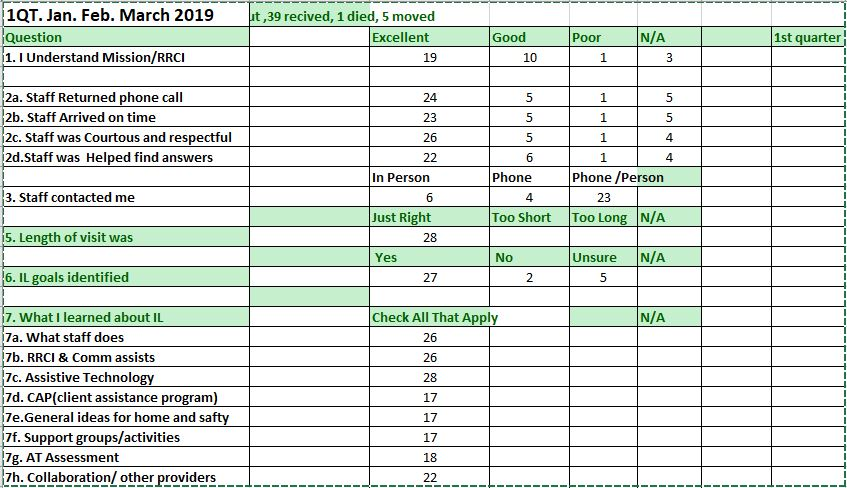 1QT. Jan. Feb. March 2019 ut ,39 recived, 1 died, 5 moved
Question Excellent Good Poor N/A 1st quarter
1. I Understand Mission/RRCI 19 10 1 3
2a. Staff Returned phone call 24 5 1 5
2b. Staff Arrived on time 23 5 1 5
2c. Staff was Courtous and respectful 26 5 1 4
2d.Staff was Helped find answers 22 6 1 4
In Person Phone Phone /Person
3. Staff contacted me 6 4 23
Just Right Too Short Too Long N/A
5. Length of visit was 28
Yes No Unsure N/A
6. IL goals identified 27 2 5
7. What I learned about IL Check All That Apply N/A
7a. What staff does 26
7b. RRCI & Comm assists 26
7c. Assistive Technology 28
7d. CAP(client assistance program) 17
7e.General ideas for home and safty 17
7f. Support groups/activities 17
7g. AT Assessment 18
7h. Collaboration/ other providers 22